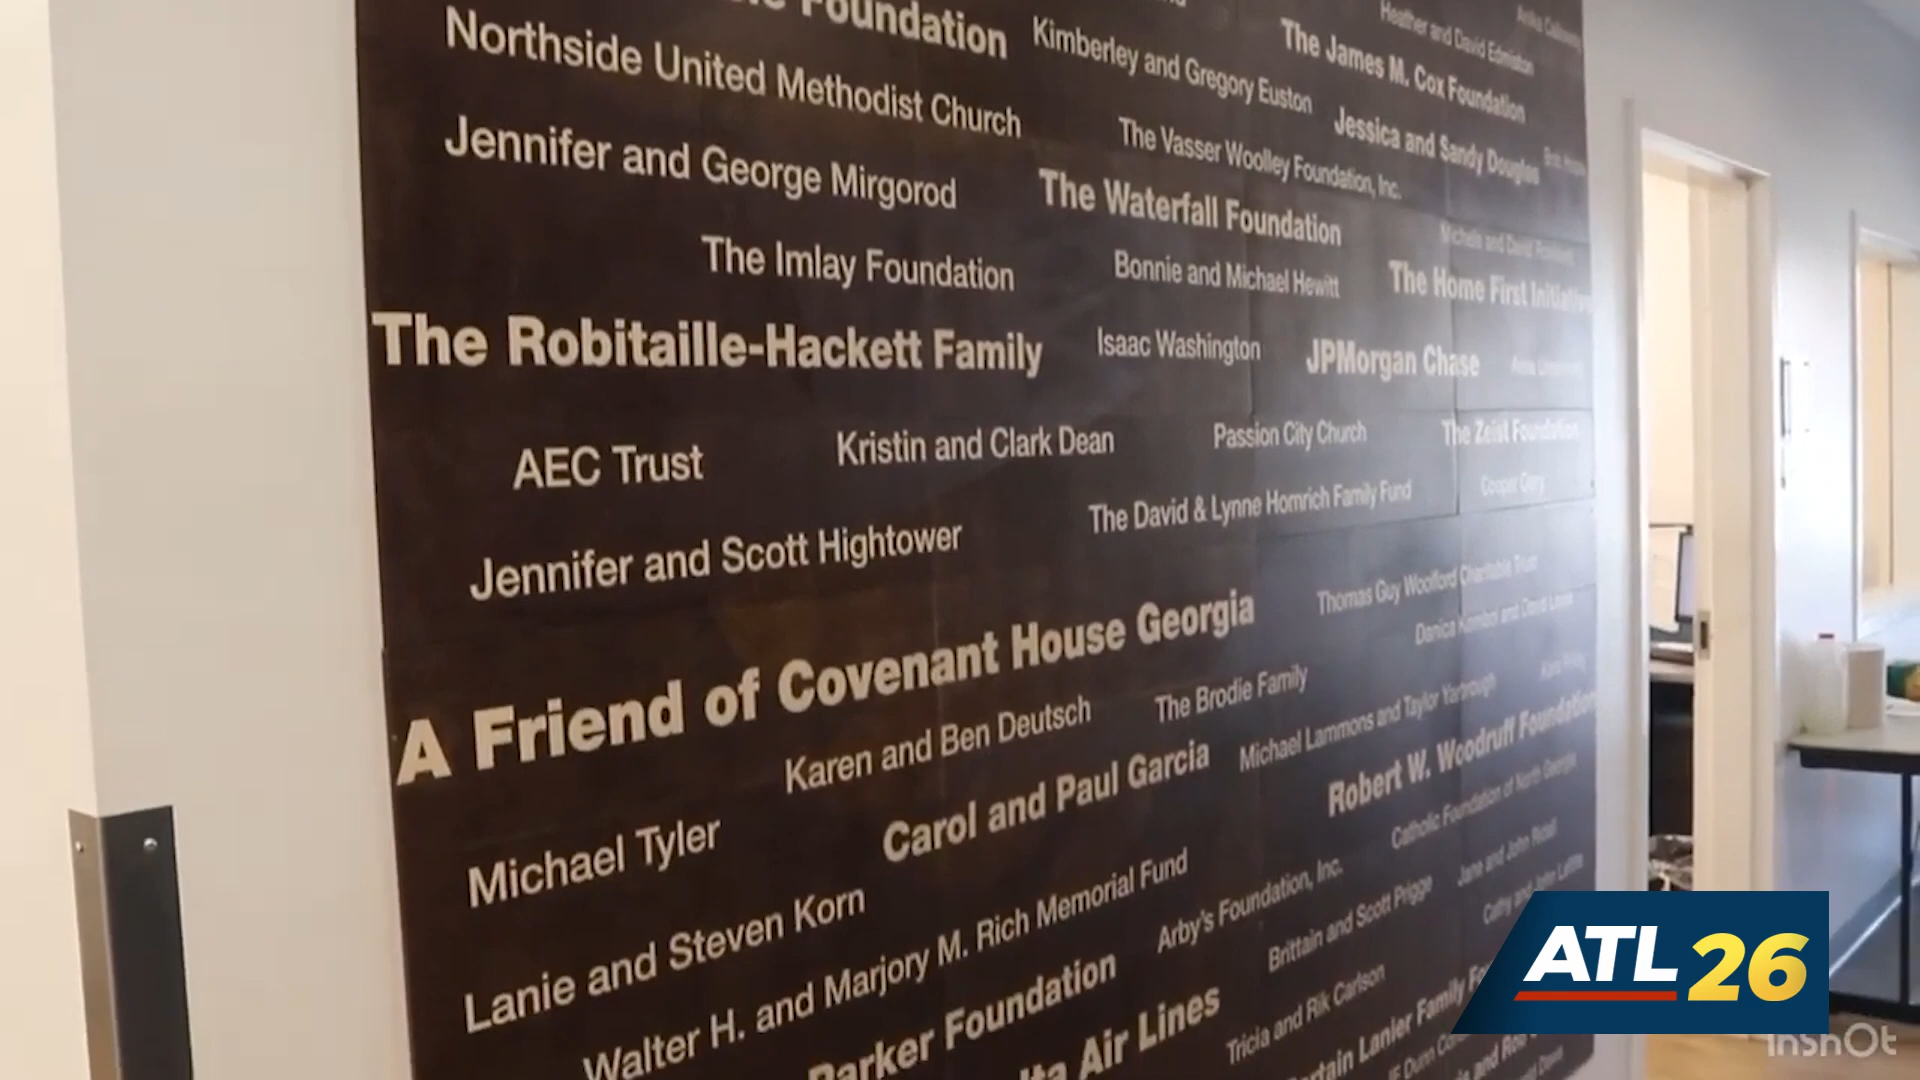 Foundation
Kimberley and Gregory Euston
The James M. Cox Foundation
Heather and David Edmiston
Northside United Methodist Church
The Vasser Woolley Foundation, Inc.
Jessica and Sandy Douglas
Jennifer and George Mirgorod
The Waterfall Foundation
The Imlay Foundation
Bonnie and Michael Hewitt
The Home First Initiative
The Robitaille-Hackett Family
Isaac Washington
JPMorgan Chase
AEC Trust
Kristin and Clark Dean
Passion City Church
The Zeist Foundation
Jennifer and Scott Hightower
The David & Lynne Homrich Family Fund
A Friend of Covenant House Georgia
Thomas Guy Woolford Charitable Trust
Karen and Ben Deutsch
The Brodie Family
Michael Lammons and Taylor Yarbrough
Michael Tyler
Carol and Paul Garcia
Robert W. Woodruff Foundation
Lanie and Steven Korn
Catholic Foundation of North Georgia
Walter H. and Marjory M. Rich Memorial Fund
Arby's Foundation, Inc.
Brittain and Scott Prigge
Parker Foundation
Air Lines
Tricia and Rik Carlson
Lanier Family
ATL 26
InShOt